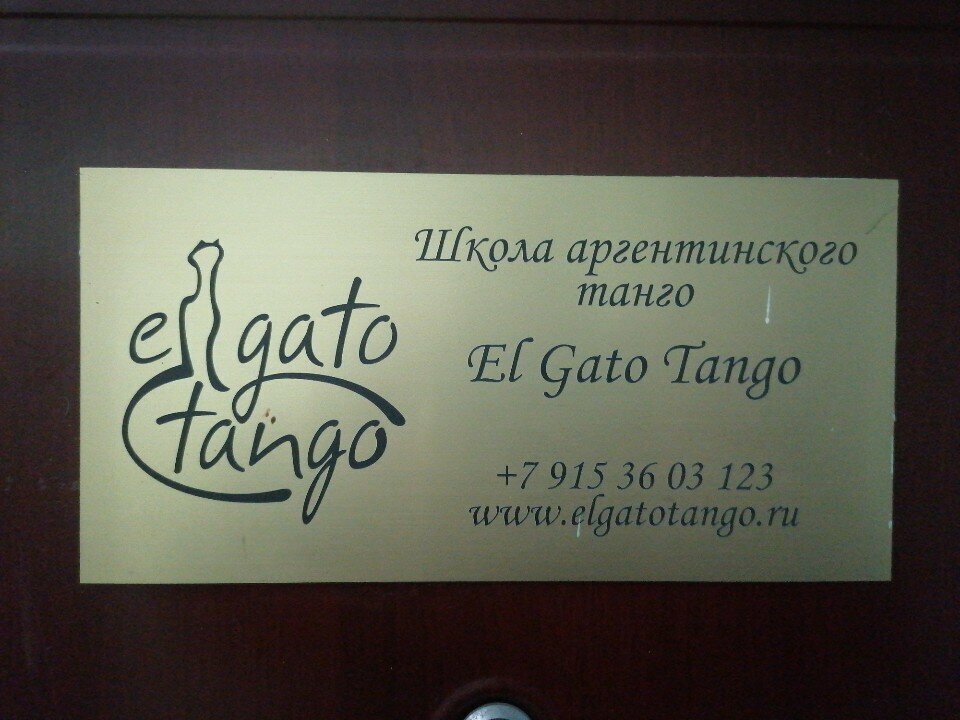 el gato
tango
Школа аргентинского
танго
El Gato Tango
+7 915 36 03 123
www.elgatotango.ru